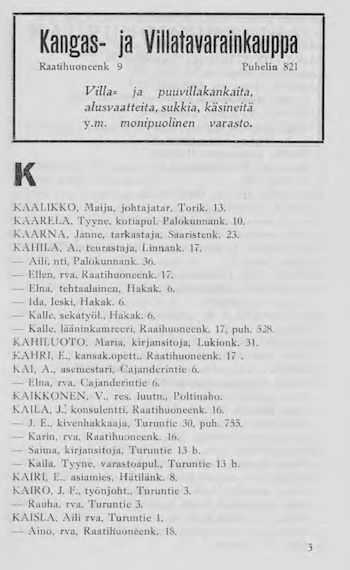 Kangas- ja Villatavarainkauppa
Raatihuoneenk 9 Puhelin 821
Villa= ja puuvillakankaita,
alusvaatteita, sukkia, käsineitä
y.m. monipuolinen varasto.
K
KAALIKKO, Maiju, johtajatar, Torik. 13.
KAARELA, Tyyne, kotiapul. Palokunnank. 10.
KAARNA, Janne, tarkastaja, Saaristenk. 23.
KAHILA, A., teurastaja, Linnank. 17.
— Aili, nti, Palokunnank. 36.
— Ellen, rva, Raatihuoneenk. 17.
— Elna, tehtaalainen, Hakak. 6.
— Ida, leski, Hakak. 6.
— Kalle, sekatyöl., Hakak. 6.
— Kalle, lääninkamreeri, Raatihuoneenk. 17, puh. 528.
KAHILUOTO, Maria, kirjansitoja, Lukionk. 31.
KAHRI, E., kansak.opett., Raatihuoneenk. 17 .
KAI, A., asemestari, Cajanderintie 6.
— Elna, rva, Cajanderintie 6.
KAIKKONEN, V., res. luutn., Poltinaho.
KAILA, J. konsulentti, Raatihuoneenk. 16.
— J. E., kivenhakkaaja, Turuntie 30, puh. 755.
— Karin, rva, Raatihuoneenk. 16.
— Saima, kirjansitoja, Turuntie 13 b.
— Kaila, Tyyne, varastoapul., Turuntie 13 b.
KAIRI, E., asiamies, Hätilänk. 8.
KAIRO, J. F., työnjoht., Turuntie 3.
— Rauha, rva, Turuntie 3.
KAISLA, Aili rva, Turuntie 1.
— Aino, rva, Raatihuoneenk. 18.
3